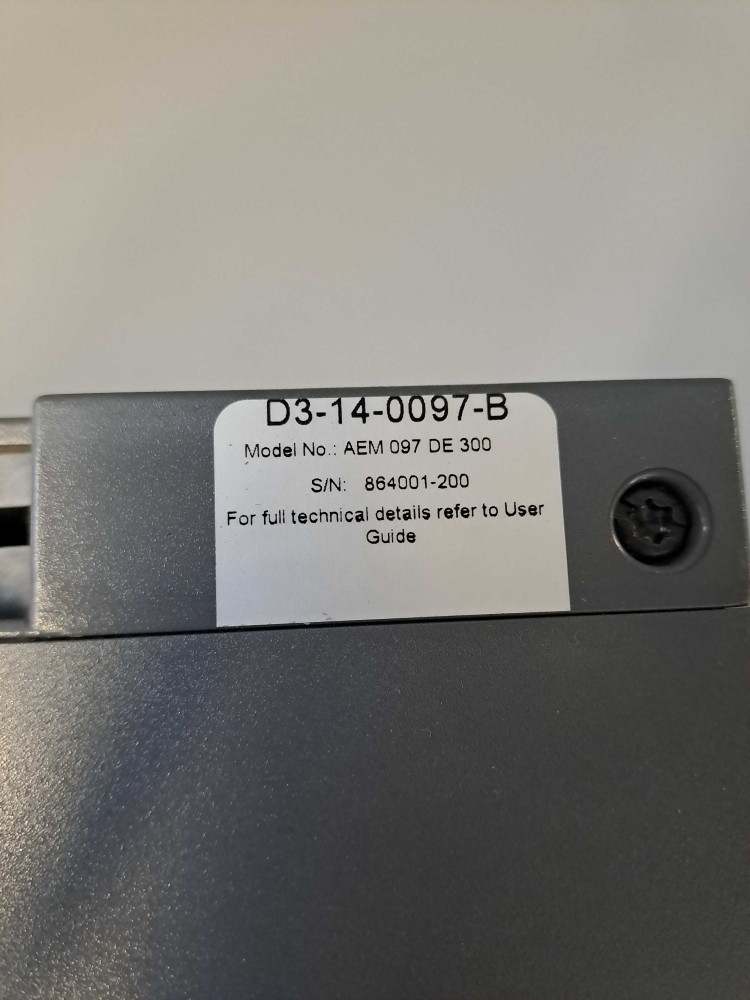 D3-14-0097-B
Model No.: AEM 097 DE 300
S/N: 864001-200
For full technical details refer to User
Guide